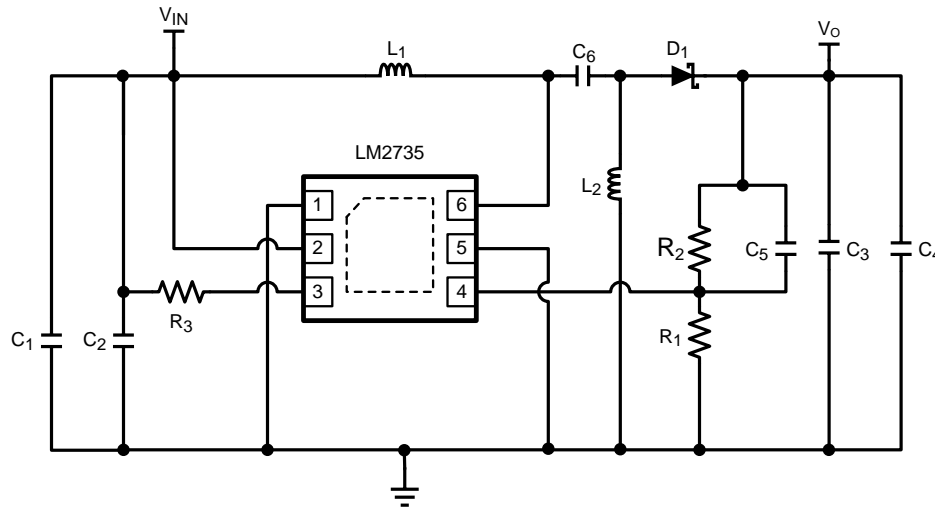 V_IN
V_O
L_1
C_6
D_1
LM2735
1
6
L_2
2
5
R_2
C_5
C_3
C_4
3
4
R_3
C_1
C_2
R_1